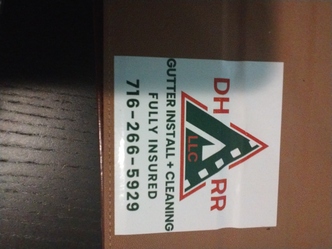 DH RR
LLC
GUTTER INSTALL + CLEANING
FULLY INSURED
716-266-5929